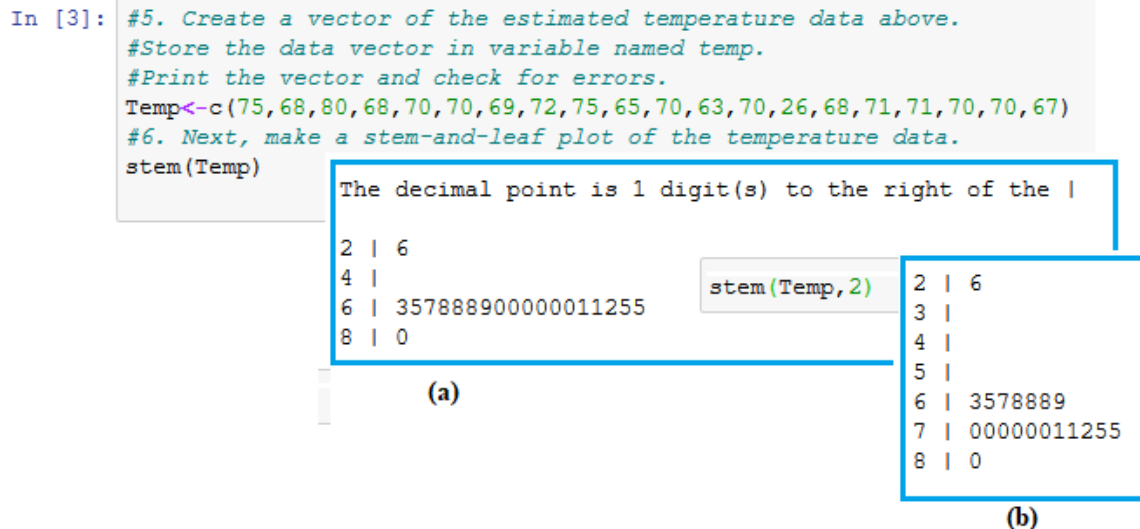 In [3]: #5. Create a vector of the estimated temperature data above.
#Store the data vector in variable named temp.
#Print the vector and check for errors.
Temp<-c(75,68,80,68,70,70,69,72,75,65,70,63,70,26,68,71,71,70,70,67)
#6. Next, make a stem-and-leaf plot of the temperature data.
stem(Temp)
The decimal point is 1 digit(s) to the right of the |
2 | 6
4 |
6 | 357888900000011255
8 | 0
(a)
stem(Temp,2)
2 | 6
3 |
4 |
5 |
6 | 3578889
7 | 00000011255
8 | 0
(b)